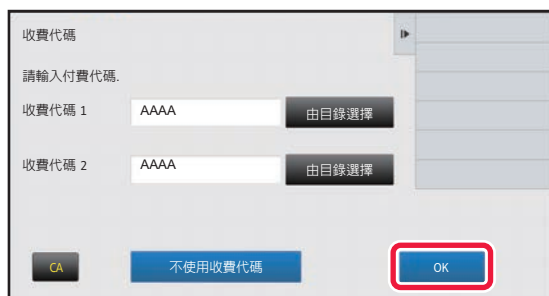 收費代碼
請輸入付費代碼.
收費代碼 1 AAAA 由目錄選擇
收費代碼 2 AAAA 由目錄選擇
CA 不使用收費代碼 OK